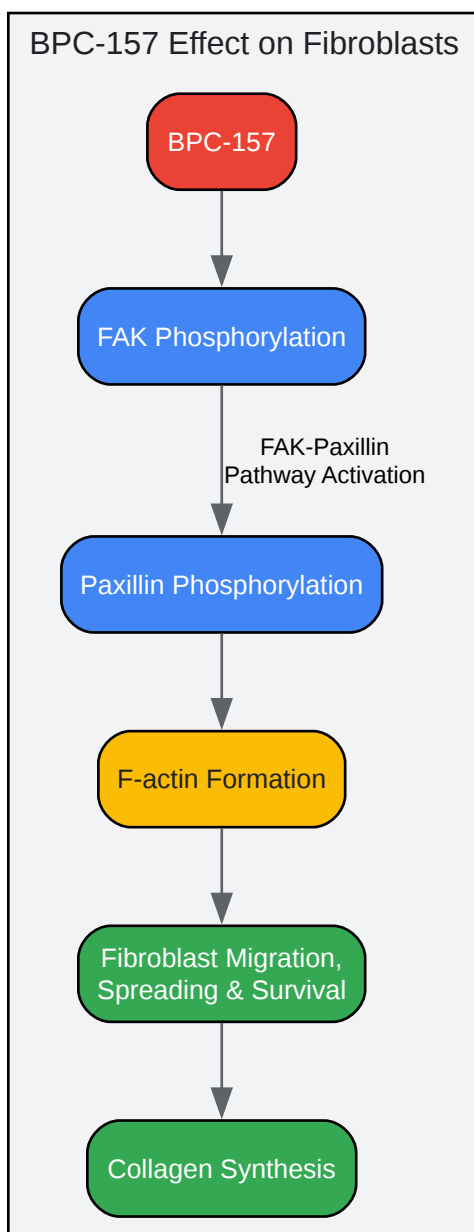 BPC-157 Effect on Fibroblasts
BPC-157
FAK Phosphorylation
FAK-Paxillin
Pathway Activation
Paxillin Phosphorylation
F-actin Formation
Fibroblast Migration,
Spreading & Survival
Collagen Synthesis